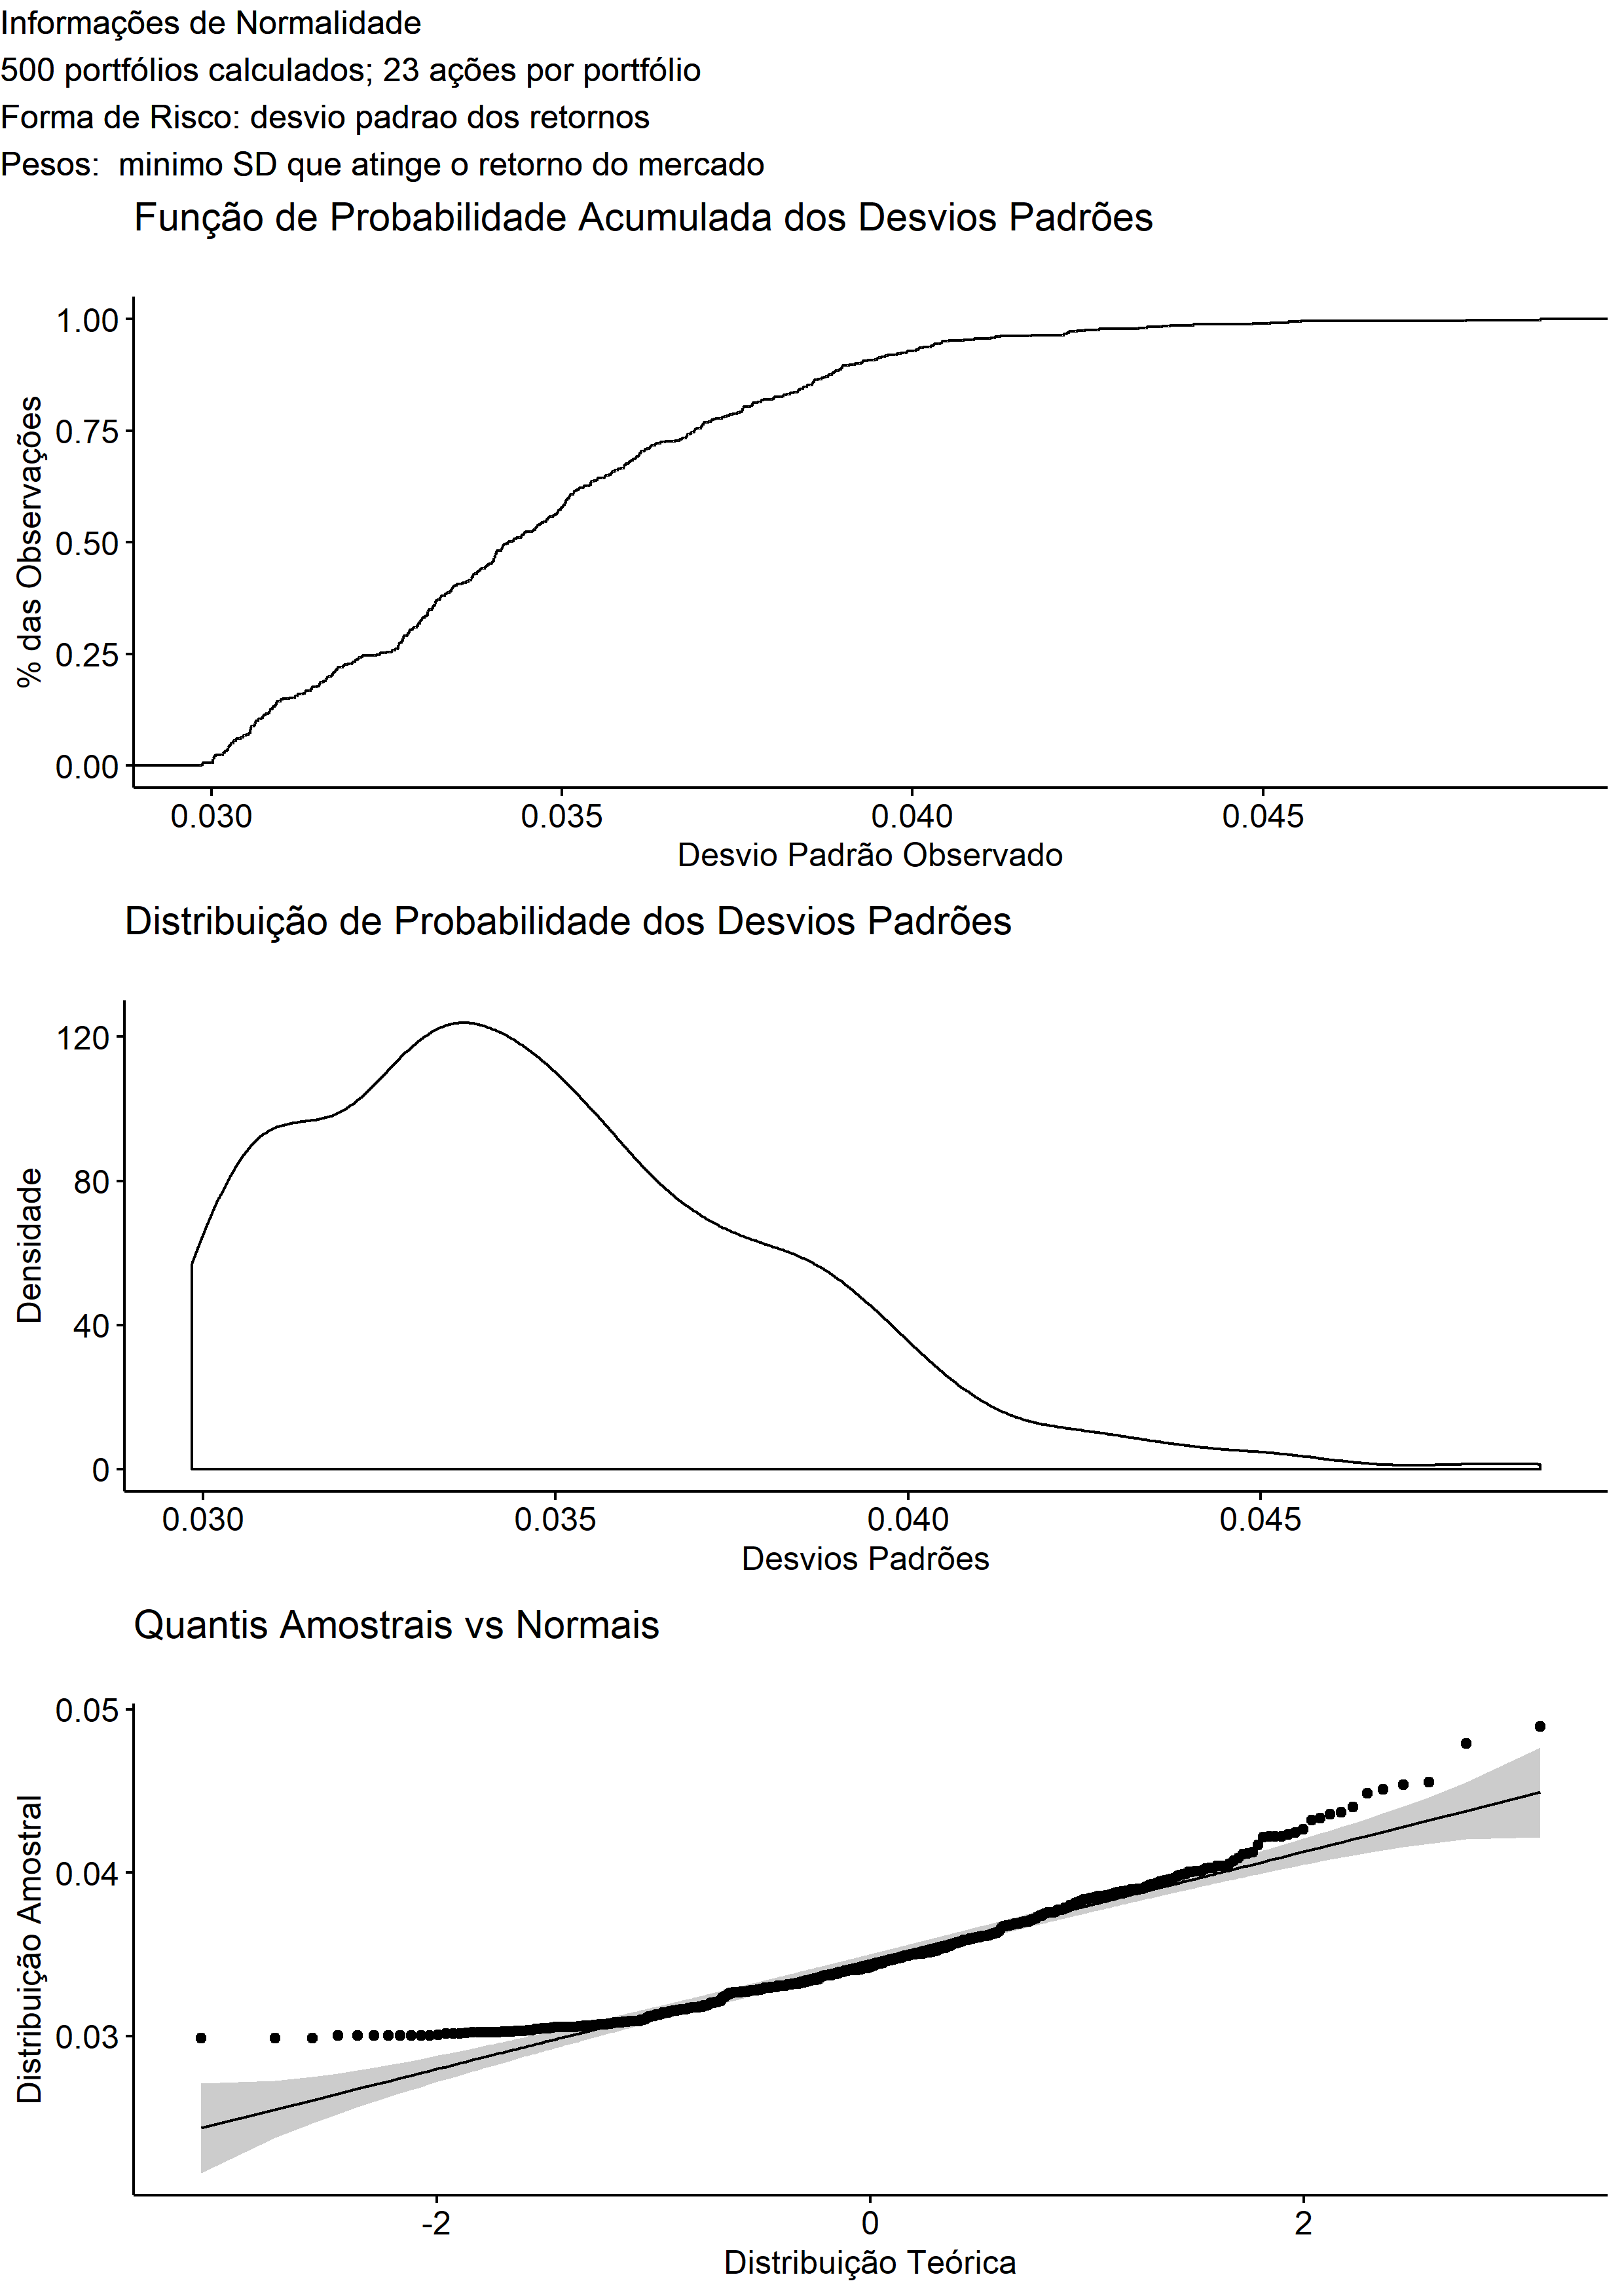 Informações de Normalidade
500 portfólios calculados; 23 ações por portfólio
Forma de Risco: desvio padrao dos retornos
Pesos:  minimo SD que atinge o retorno do mercado
Função de Probabilidade Acumulada dos Desvios Padrões
% das Observações
1.00
0.75
0.50
0.25
0.00
0.030 0.035 0.040 0.045
Desvio Padrão Observado
Distribuição de Probabilidade dos Desvios Padrões
Densidade
120
80
40
0
0.030 0.035 0.040 0.045
Desvios Padrões
Quantis Amostrais vs Normais
Distribuição Amostral
0.05
0.04
0.03
-2 0 2
Distribuição Teórica